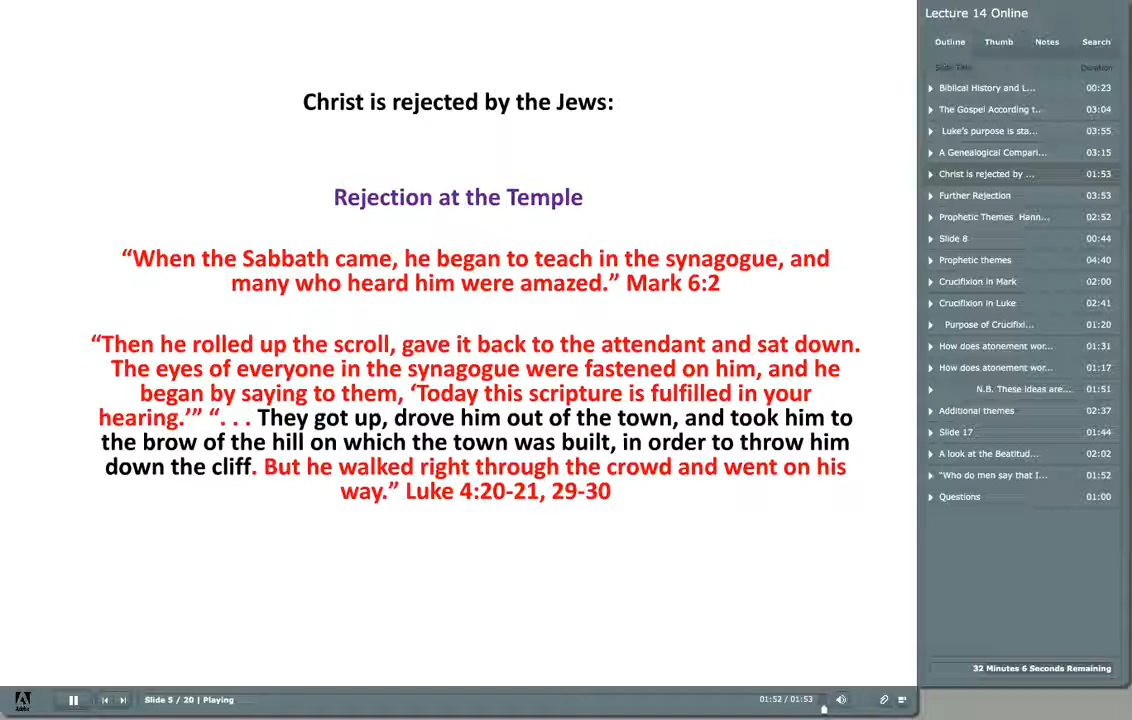 Christ is rejected by the Jews:
Rejection at the Temple
“When the Sabbath came, he began to teach in the synagogue, and
many who heard him were amazed.” Mark 6:2
“Then he rolled up the scroll, gave it back to the attendant and sat down.
The eyes of everyone in the synagogue were fastened on him, and he
began by saying to them, ‘Today this scripture is fulfilled in your
hearing.’” “. . . They got up, drove him out of the town, and took him to
the brow of the hill on which the town was built, in order to throw him
down the cliff. But he walked right through the crowd and went on his
way.” Luke 4:20-21, 29-30
Slide 5 / 20 | Playing
01:52 / 01:53
Adobe
Lecture 14 Online
Outline Thumb Notes Search
Slide Title Duration
Biblical History and L... 00:23
The Gospel According t... 03:04
Luke's purpose is sta... 03:55
A Genealogical Compari... 03:15
Christ is rejected by ... 01:53
Further Rejection 03:53
Prophetic Themes Hann... 02:52
Slide 8 00:44
Prophetic themes 04:40
Crucifixion in Mark 02:00
Crucifixion in Luke 02:41
Purpose of Crucifixi... 01:20
How does atonement wor... 01:31
How does atonement wor... 01:17
N.B. These ideas are... 01:51
Additional themes 02:37
Slide 17 01:44
A look at the Beatitud... 02:02
"Who do men say that I... 01:52
Questions 01:00
32 Minutes 6 Seconds Remaining